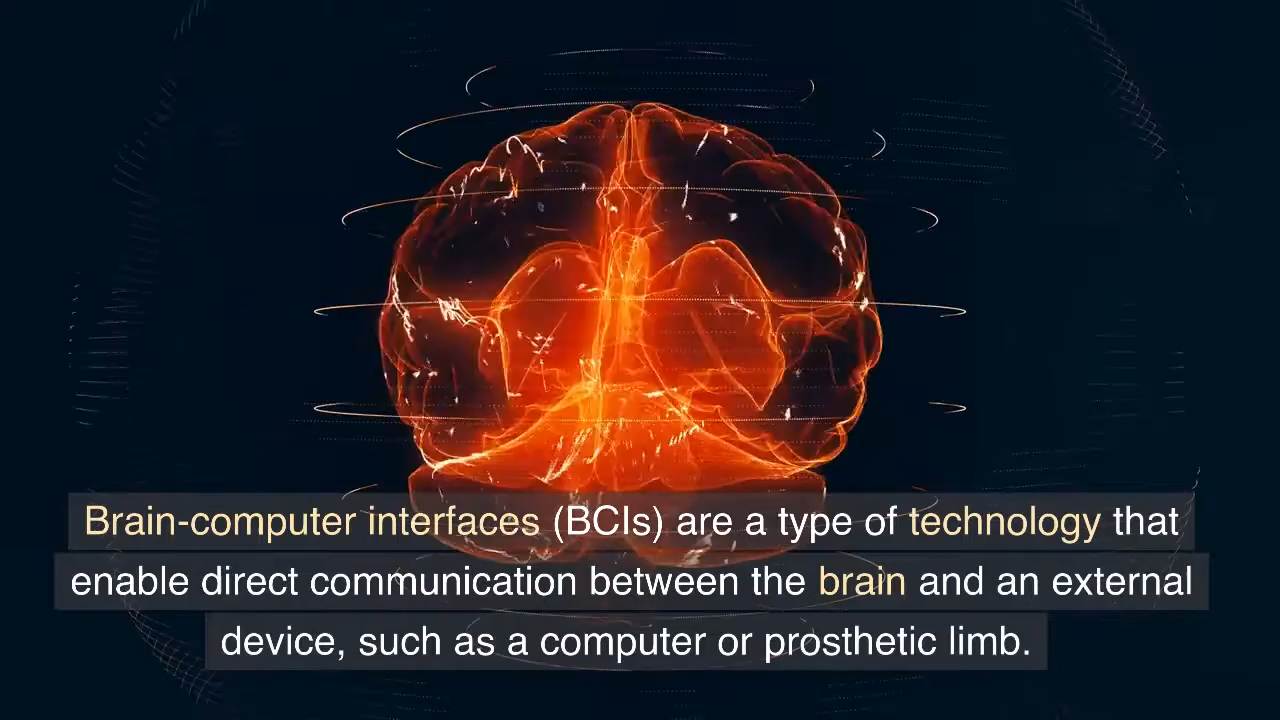 Brain-computer interfaces (BCIs) are a type of technology that
enable direct communication between the brain and an external
device, such as a computer or prosthetic limb.